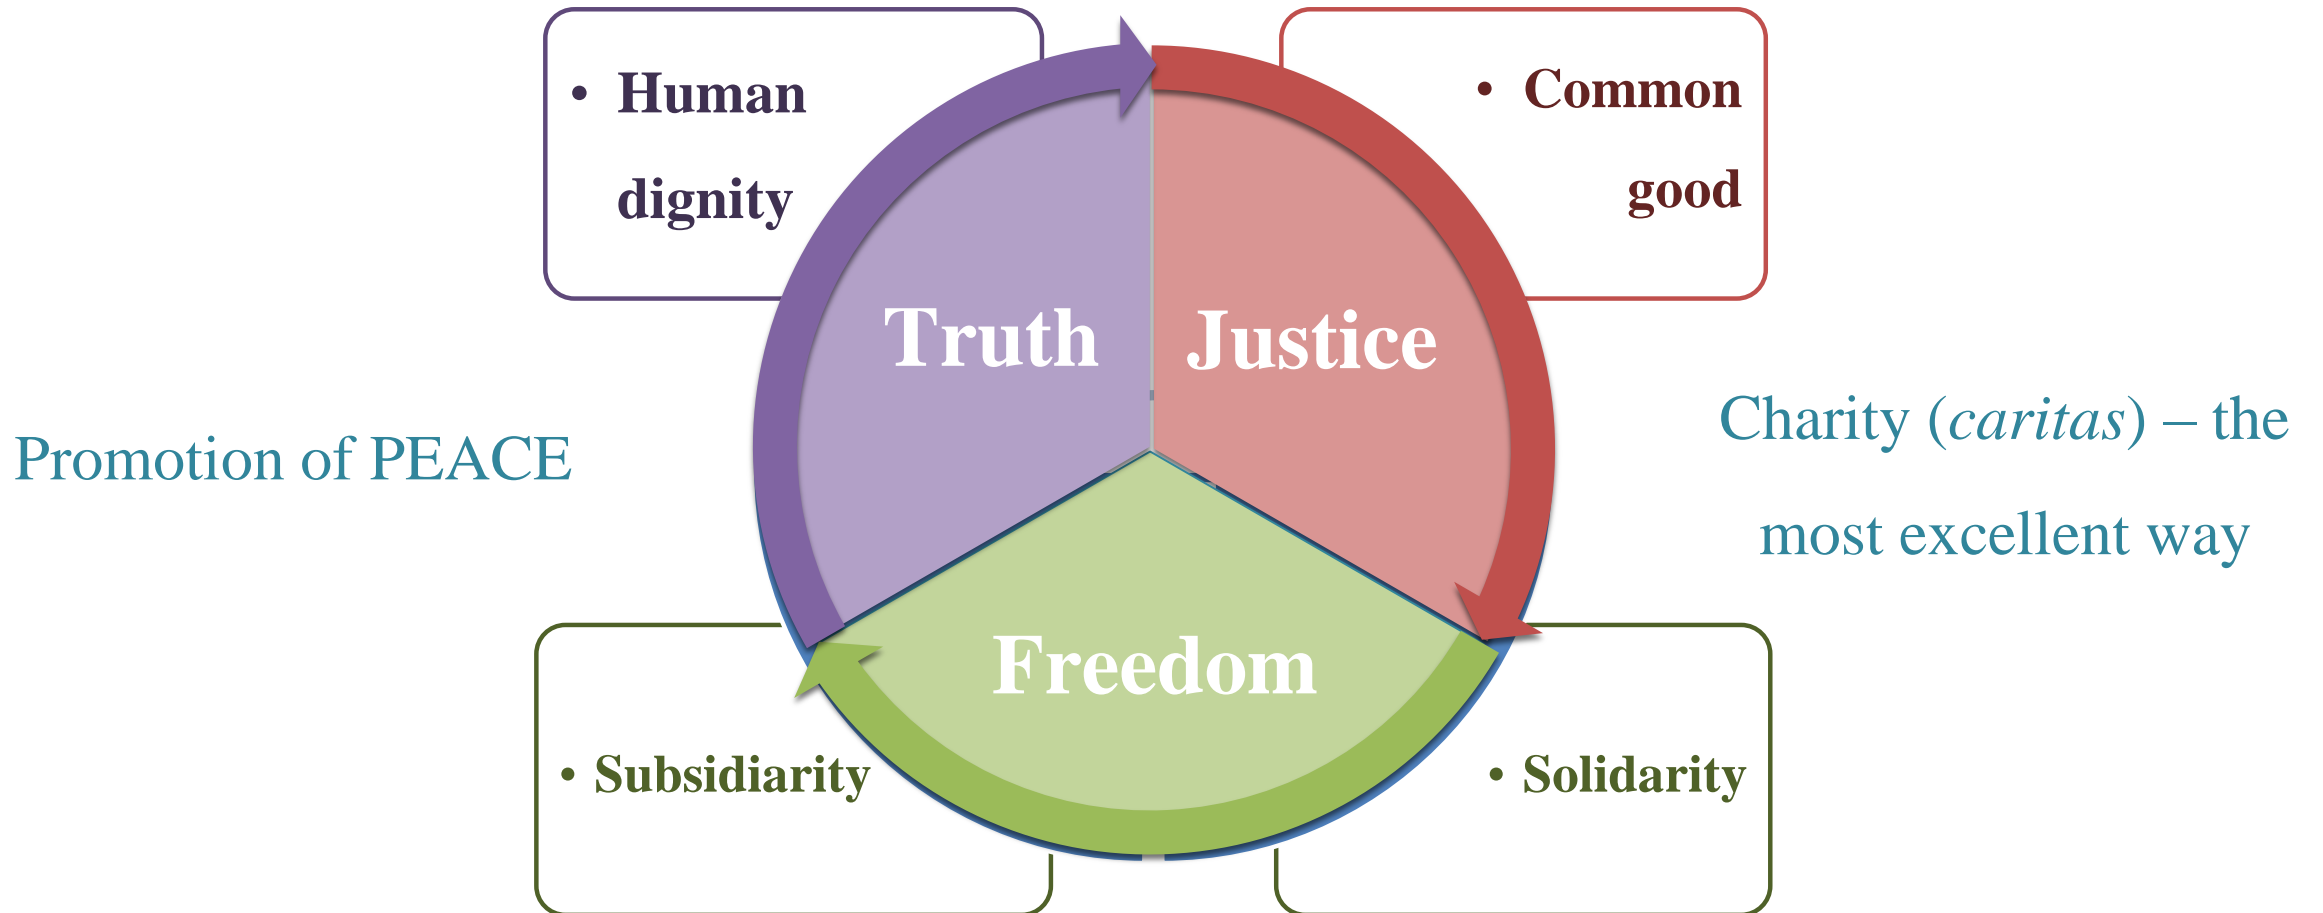 • Human
dignity
• Common
good
Truth
Justice
Promotion of PEACE
Charity (caritas) – the
most excellent way
Freedom
• Subsidiarity
• Solidarity